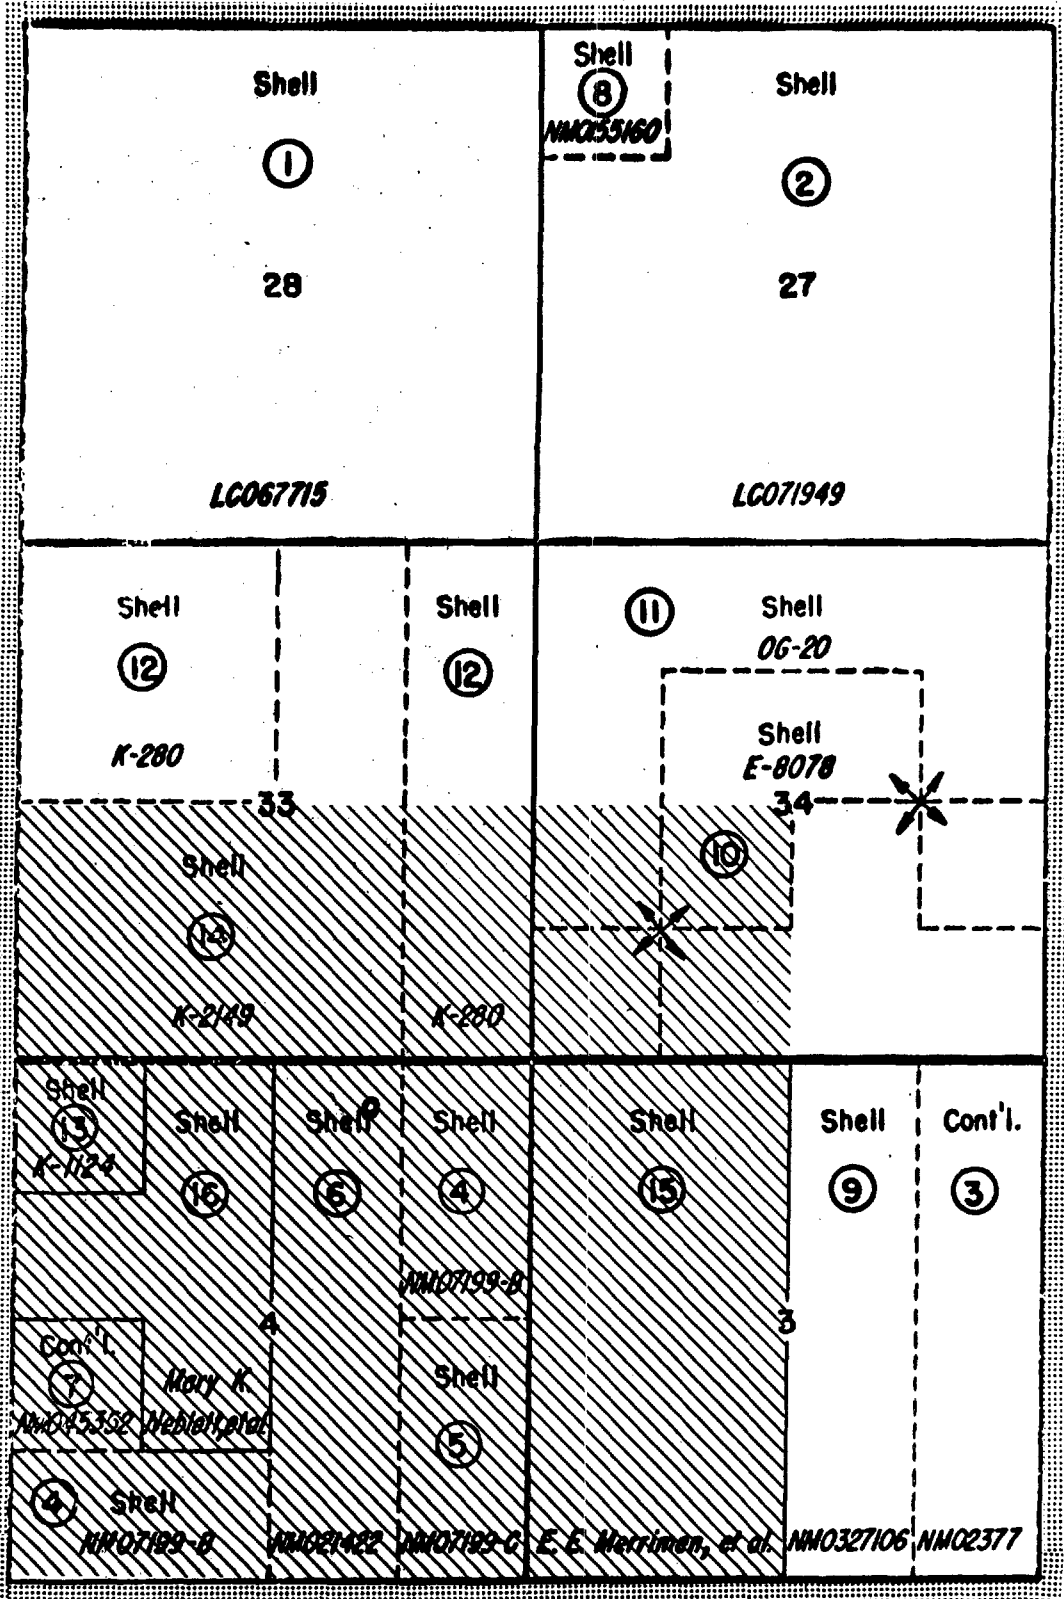 Shell
1
28
LC067715
Shell
8
NM0155160
Shell
2
27
LC071949
Shell
12
K-280
Shell
12
11
Shell
OG-20
Shell
E-8078
33
34
Shell
14
K-2149
K-280
10
Shell
13
K-1124
Shell
16
Shell
6
Shell
4
NM07199-B
Shell
15
Shell
9
Cont'l.
3
4
3
Cont'l.
7
NM045352
Mary K.
Neblett, et al
Shell
5
4 Shell
NM07199-B
NM021422
NM07199-C
E. E. Merriman, et al.
NM0327106
NM02377